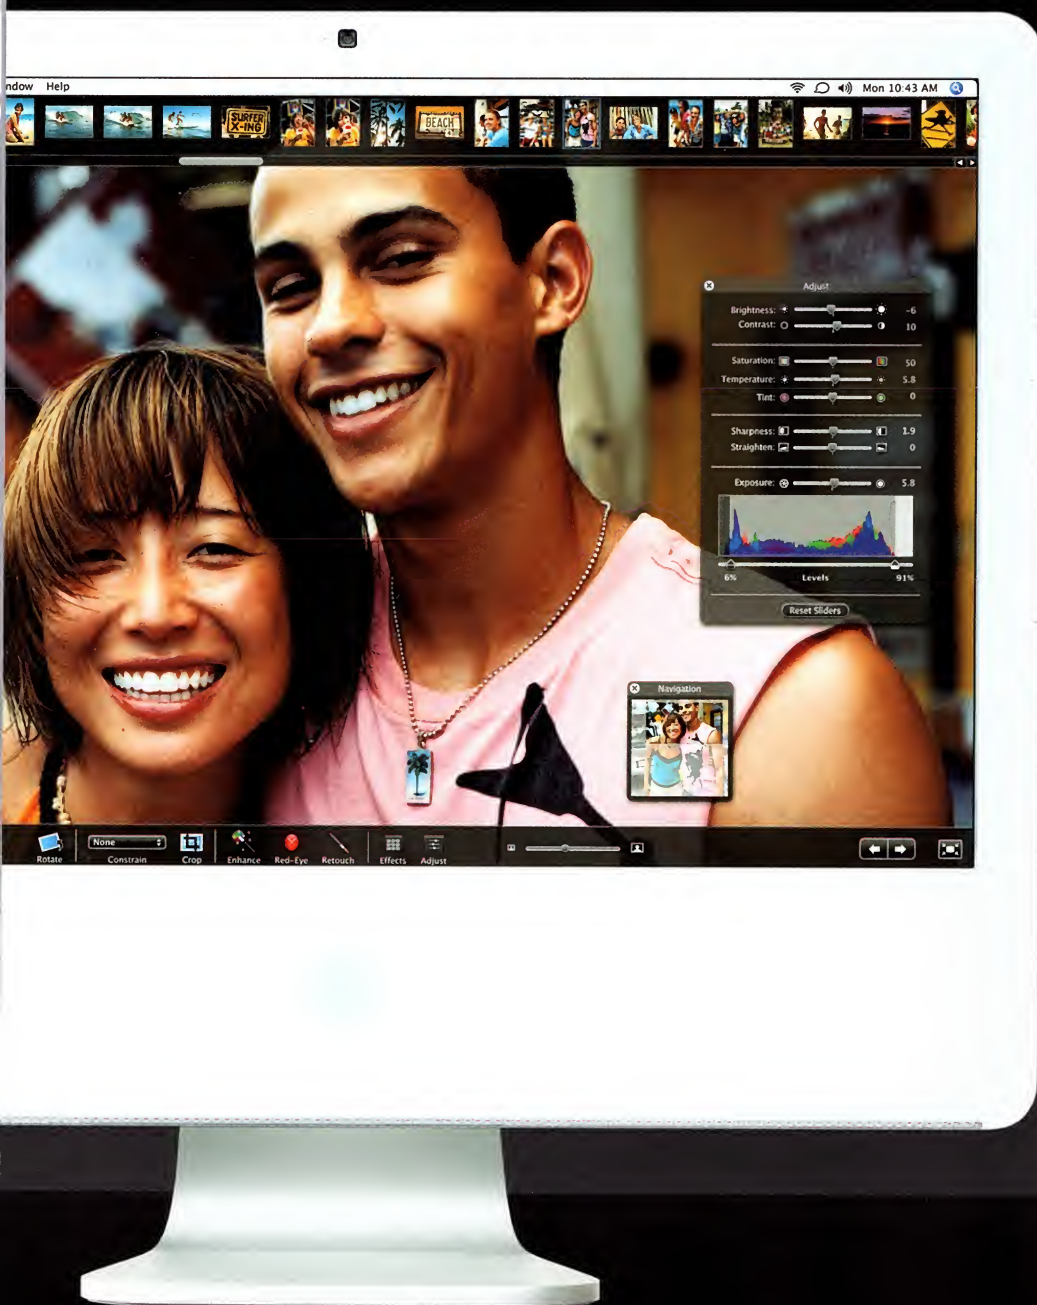 ndow Help Mon 10:43 AM
SURFER
X-ING
BEACH
Adjust
Brightness: -6
Contrast: 10
Saturation: 50
Temperature: 5.8
Tint: 0
Sharpness: 1.9
Straighten: 0
Exposure: 5.8
6% Levels 91%
Reset Sliders
Navigation
None
Rotate Constrain Crop Enhance Red-Eye Retouch Effects Adjust